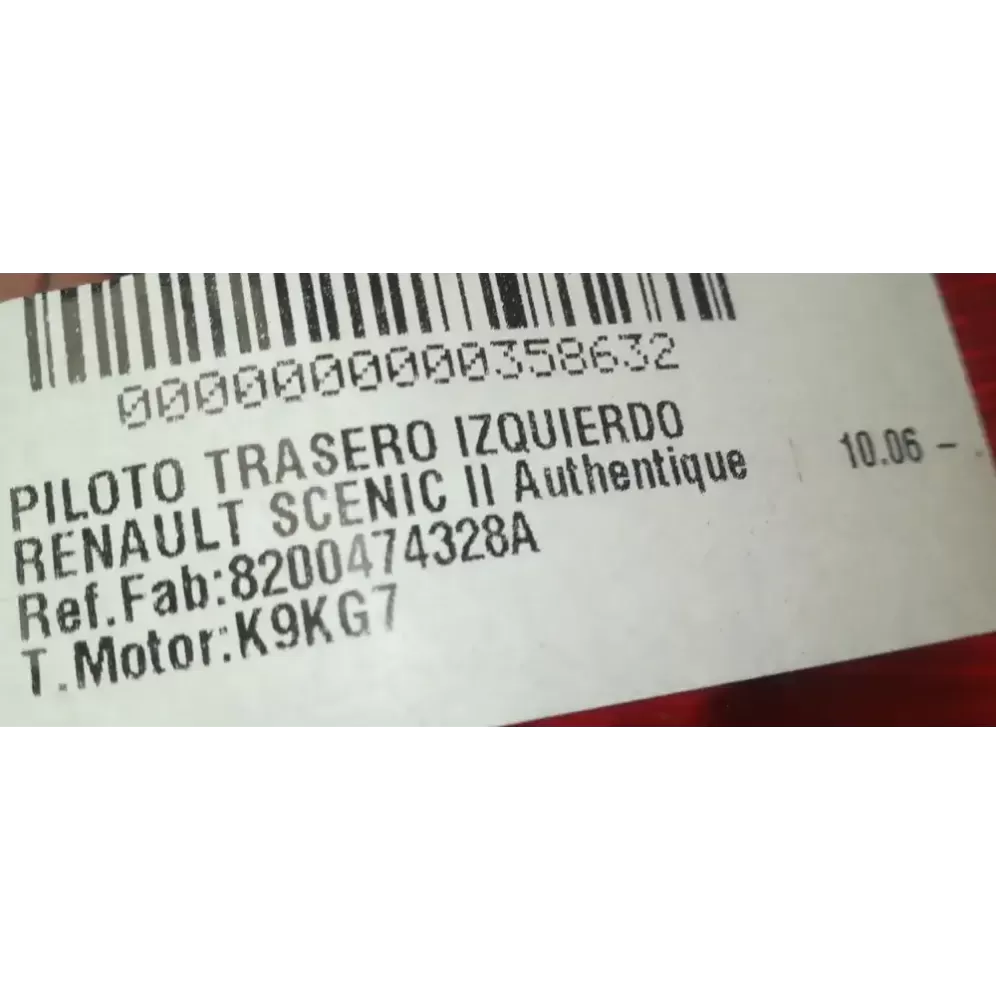 0000000000358632
PILOTO TRASERO IZQUIERDO
RENAULT SCENIC II Authentique 10.06 -
Ref.Fab:8200474328A
T.Motor:K9KG7